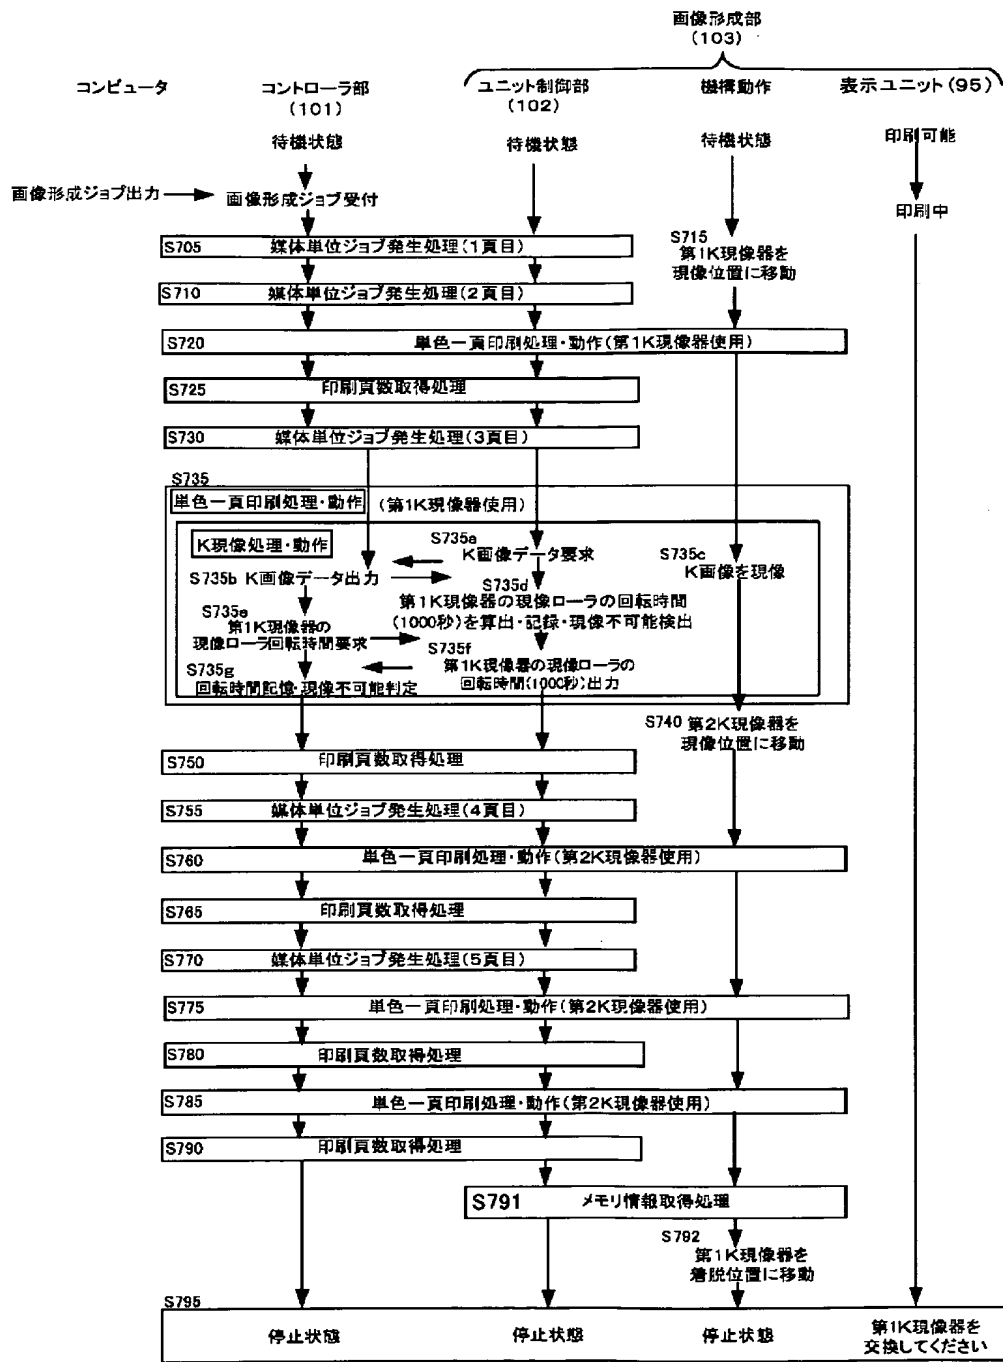 画像形成部
(103)
コンピュータ
コントローラ部
(101)
ユニット制御部
(102)
機構動作
表示ユニット(95)
待機状態
待機状態
待機状態
印刷可能
画像形成ジョブ出力
画像形成ジョブ受付
印刷中
S705 媒体単位ジョブ発生処理(1頁目)
S715
第1K現像器を
現像位置に移動
S710 媒体単位ジョブ発生処理(2頁目)
S720 単色一頁印刷処理・動作(第1K現像器使用)
S725 印刷頁数取得処理
S730 媒体単位ジョブ発生処理(3頁目)
S735
単色一頁印刷処理・動作 (第1K現像器使用)
K現像処理・動作
S735a
K画像データ要求
S735c
K画像を現像
S735b K画像データ出力
S735d
第1K現像器の現像ローラの回転時間
(1000秒)を算出・記録・現像不可能検出
S735e
第1K現像器の
現像ローラ回転時間要求
S735f
第1K現像器の現像ローラの
回転時間(1000秒)出力
S735g
回転時間記憶・現像不可能判定
S740 第2K現像器を
現像位置に移動
S750 印刷頁数取得処理
S755 媒体単位ジョブ発生処理(4頁目)
S760 単色一頁印刷処理・動作(第2K現像器使用)
S765 印刷頁数取得処理
S770 媒体単位ジョブ発生処理(5頁目)
S775 単色一頁印刷処理・動作(第2K現像器使用)
S780 印刷頁数取得処理
S785 単色一頁印刷処理・動作(第2K現像器使用)
S790 印刷頁数取得処理
S791 メモリ情報取得処理
S792
第1K現像器を
着脱位置に移動
S795
停止状態
停止状態
停止状態
第1K現像器を
交換してください